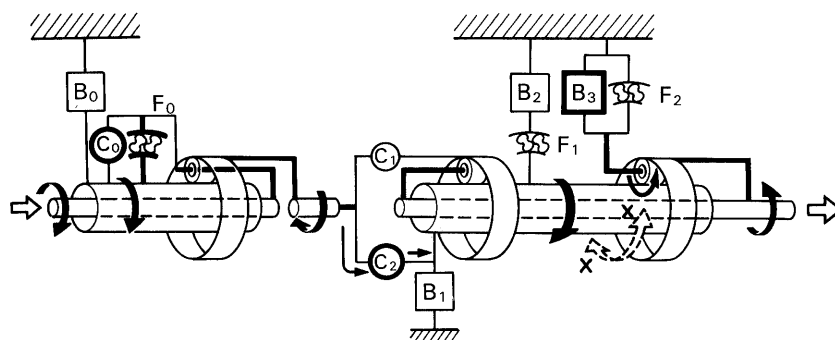 B₀
F₀
C₀
B₂
F₁
B₃
F₂
C₁
C₂
B₁
X
X